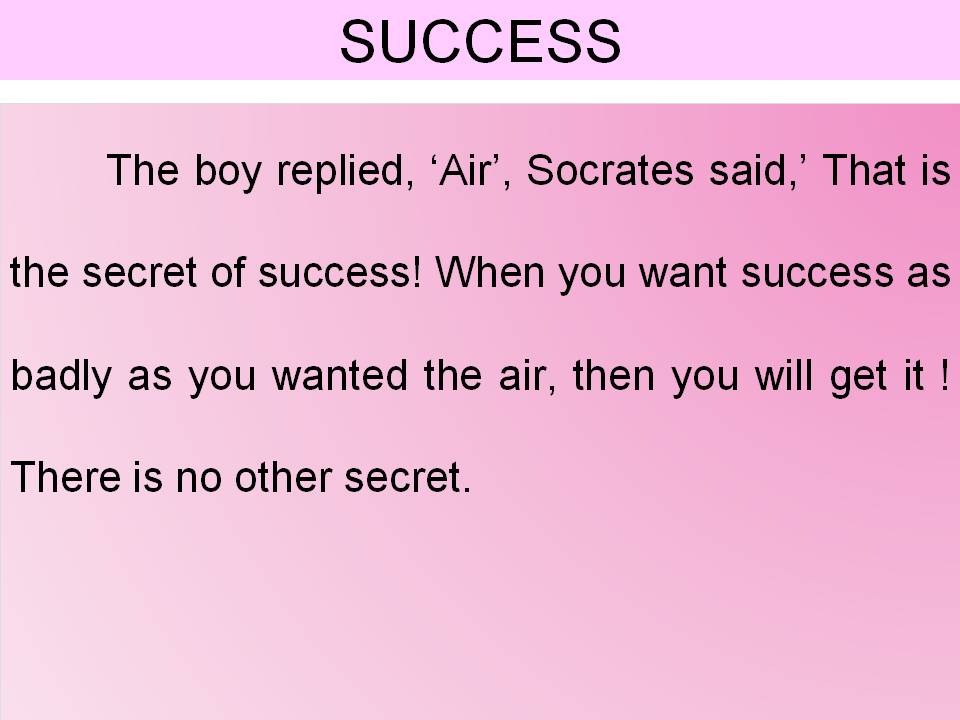 SUCCESS
The boy replied, ‘Air’, Socrates said,’ That is
the secret of success! When you want success as
badly as you wanted the air, then you will get it !
There is no other secret.